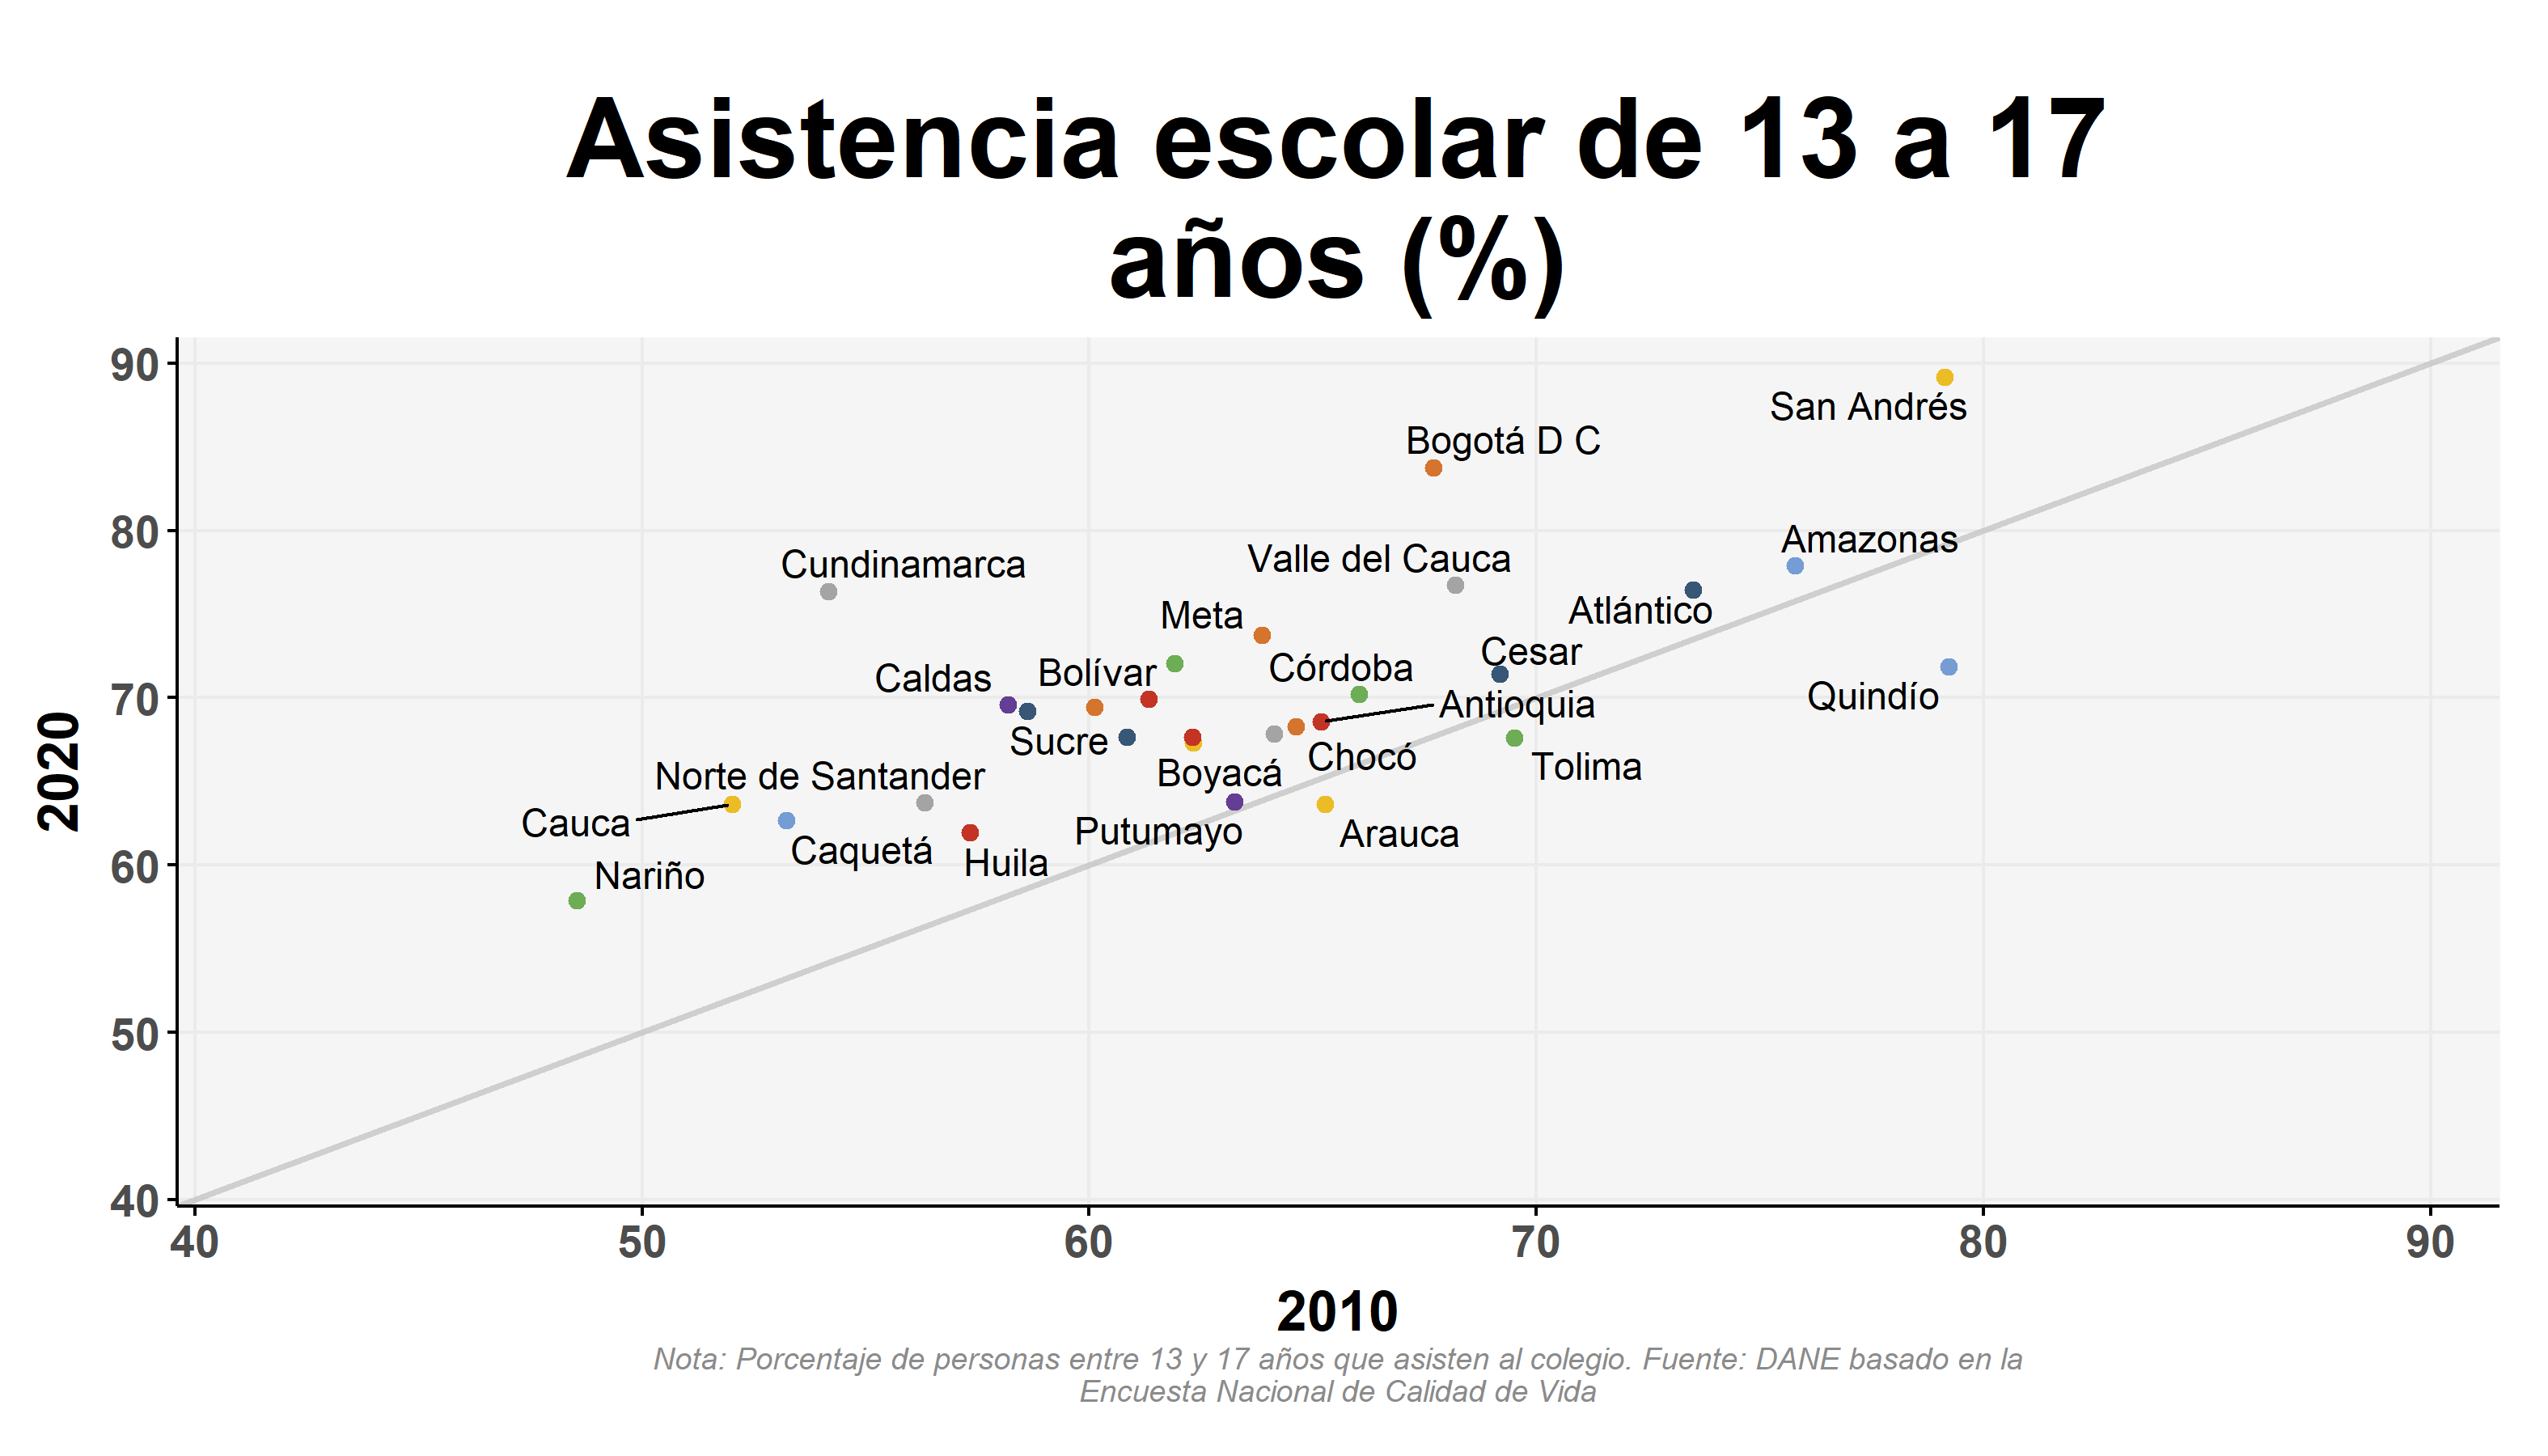 Asistencia escolar de 13 a 17
años (%)
90
80
70
60
50
40
2020
San Andrés
Bogotá D C
Amazonas
Cundinamarca
Valle del Cauca
Atlántico
Meta
Cesar
Córdoba
Bolívar
Caldas
Quindío
Antioquia
Sucre
Chocó
Tolima
Boyacá
Norte de Santander
Cauca
Putumayo
Arauca
Caquetá
Huila
Nariño
40 50 60 70 80 90
2010
Nota: Porcentaje de personas entre 13 y 17 años que asisten al colegio. Fuente: DANE basado en la
Encuesta Nacional de Calidad de Vida